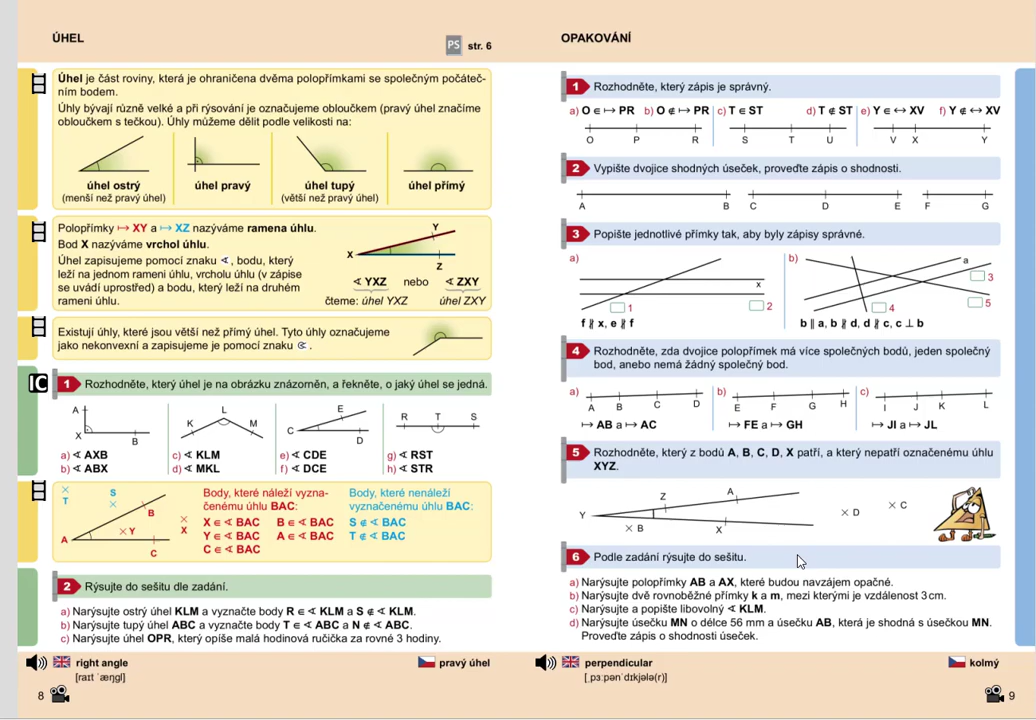 ÚHEL
PS str. 6
Úhel je část roviny, která je ohraničena dvěma polopřímkami se společným počáteč-
ním bodem.
Úhly bývají různě velké a při rýsování je označujeme obloučkem (pravý úhel značíme
obloučkem s tečkou). Úhly můžeme dělit podle velikosti na:
úhel ostrý
(menší než pravý úhel)
úhel pravý
úhel tupý
(větší než pravý úhel)
úhel přímý
Polopřímky ↦ XY a ↦ XZ nazýváme ramena úhlu.
Bod X nazýváme vrchol úhlu.
Úhel zapisujeme pomocí znaku ∢, bodu, který
leží na jednom rameni úhlu, vrcholu úhlu (v zápise
se uvádí uprostřed) a bodu, který leží na druhém
rameni úhlu.
Y
X
Z
∢ YXZ nebo ∢ ZXY
čteme: úhel YXZ úhel ZXY
Existují úhly, které jsou větší než přímý úhel. Tyto úhly označujeme
jako nekonvexní a zapisujeme je pomocí znaku ∢.
IC
1 Rozhodněte, který úhel je na obrázku znázorněn, a řekněte, o jaký úhel se jedná.
A
X B
L
K M
E
C
D
R T S
a) ∢ AXB c) ∢ KLM e) ∢ CDE g) ∢ RST
b) ∢ ABX d) ∢ MKL f) ∢ DCE h) ∢ STR
T
S
B
Y
X
A
C
Body, které náleží vyzna-
čenému úhlu BAC:
X ∈ ∢ BAC B ∈ ∢ BAC
Y ∈ ∢ BAC A ∈ ∢ BAC
C ∈ ∢ BAC
Body, které nenáleží
vyznačenému úhlu BAC:
S ∉ ∢ BAC
T ∉ ∢ BAC
2 Rýsujte do sešitu dle zadání.
a) Narýsujte ostrý úhel KLM a vyznačte body R ∈ ∢ KLM a S ∉ ∢ KLM.
b) Narýsujte tupý úhel ABC a vyznačte body T ∈ ∢ ABC a N ∉ ∢ ABC.
c) Narýsujte úhel OPR, který opíše malá hodinová ručička za rovné 3 hodiny.
right angle
[raɪt ˈæŋgl]
pravý úhel
8
OPAKOVÁNÍ
1 Rozhodněte, který zápis je správný.
a) O ∈ ↦ PR b) O ∉ ↦ PR c) T ∈ ST d) T ∉ ST e) Y ∈ ↔ XV f) Y ∉ ↔ XV
O P R S T U V X Y
2 Vypište dvojice shodných úseček, proveďte zápis o shodnosti.
A B C D E F G
3 Popište jednotlivé přímky tak, aby byly zápisy správné.
a)
x
1
2
f ∦ x, e ∦ f
b)
a
3
4
5
b ∥ a, b ∦ d, d ∦ c, c ⊥ b
4 Rozhodněte, zda dvojice polopřímek má více společných bodů, jeden společný
bod, anebo nemá žádný společný bod.
a)
A B C D
↦ AB a ↦ AC
b)
E F G H
↦ FE a ↦ GH
c)
I J K L
↦ JI a ↦ JL
5 Rozhodněte, který z bodů A, B, C, D, X patří, a který nepatří označenému úhlu
XYZ.
Z A
Y
B X
D C
6 Podle zadání rýsujte do sešitu.
a) Narýsujte polopřímky AB a AX, které budou navzájem opačné.
b) Narýsujte dvě rovnoběžné přímky k a m, mezi kterými je vzdálenost 3 cm.
c) Narýsujte a popište libovolný ∢ KLM.
d) Narýsujte úsečku MN o délce 56 mm a úsečku AB, která je shodná s úsečkou MN.
Proveďte zápis o shodnosti úseček.
perpendicular
[ˌpɜːpənˈdɪkjələ(r)]
kolmý
9